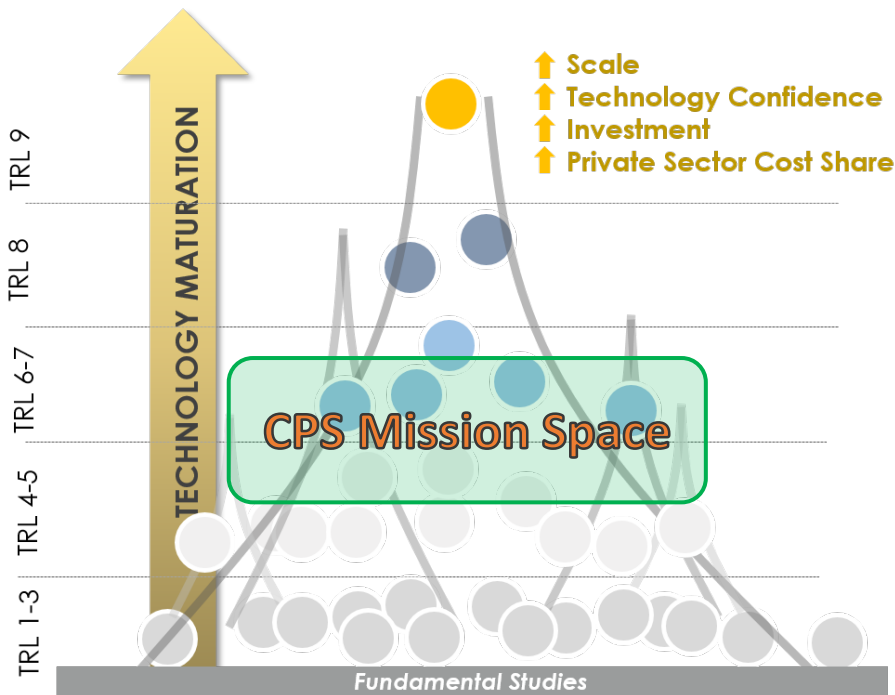 Scale
Technology Confidence
Investment
Private Sector Cost Share
TECHNOLOGY MATURATION
TRL 9
TRL 8
TRL 6-7
TRL 4-5
TRL 1-3
CPS Mission Space
Fundamental Studies